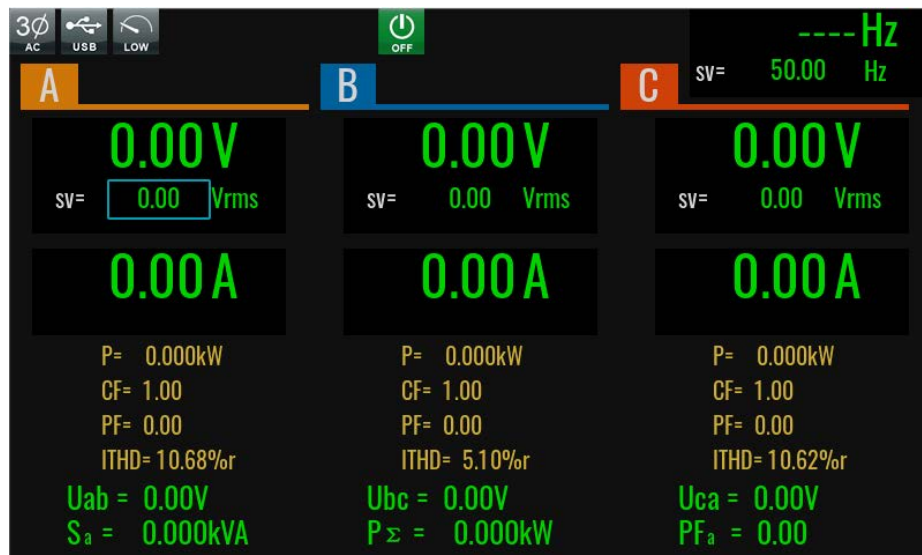 3Ø AC USB LOW OFF ----Hz
sv= 50.00 Hz
A B C
0.00 V 0.00 V 0.00 V
sv= 0.00 Vrms sv= 0.00 Vrms sv= 0.00 Vrms
0.00 A 0.00 A 0.00 A
P= 0.000kW P= 0.000kW P= 0.000kW
CF= 1.00 CF= 1.00 CF= 1.00
PF= 0.00 PF= 0.00 PF= 0.00
ITHD= 10.68%r ITHD= 5.10%r ITHD= 10.62%r
Uab = 0.00V Ubc = 0.00V Uca = 0.00V
Sa = 0.000kVA PΣ = 0.000kW PFa = 0.00